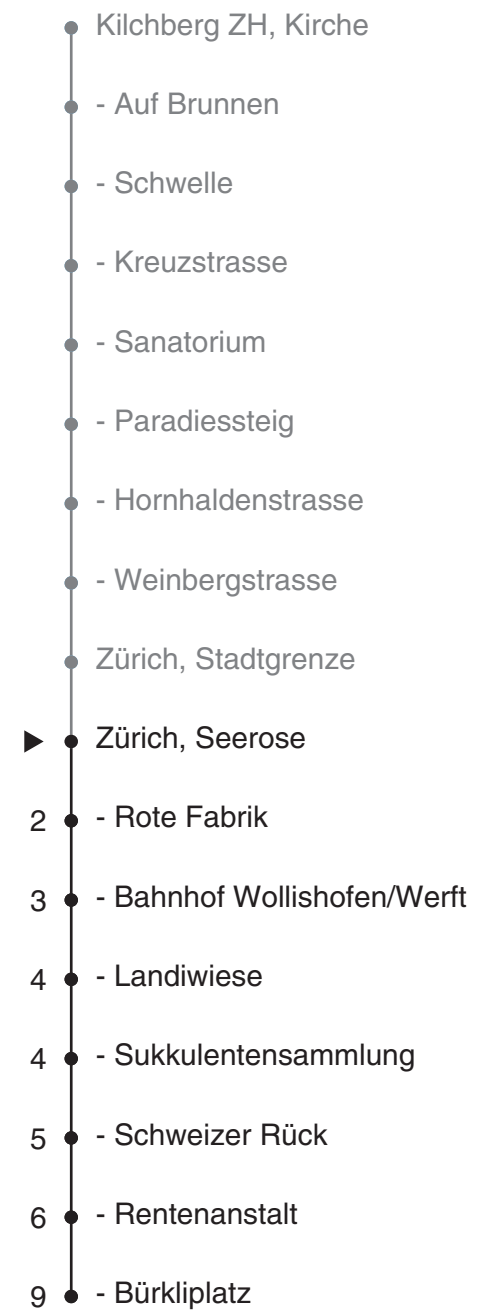 Kilchberg ZH, Kirche
- Auf Brunnen
- Schwelle
- Kreuzstrasse
- Sanatorium
- Paradiessteig
- Hornhaldenstrasse
- Weinbergstrasse
Zürich, Stadtgrenze
Zürich, Seerose
2 - Rote Fabrik
3 - Bahnhof Wollishofen/Werft
4 - Landiwiese
4 - Sukkulentensammlung
5 - Schweizer Rück
6 - Rentenanstalt
9 - Bürkliplatz